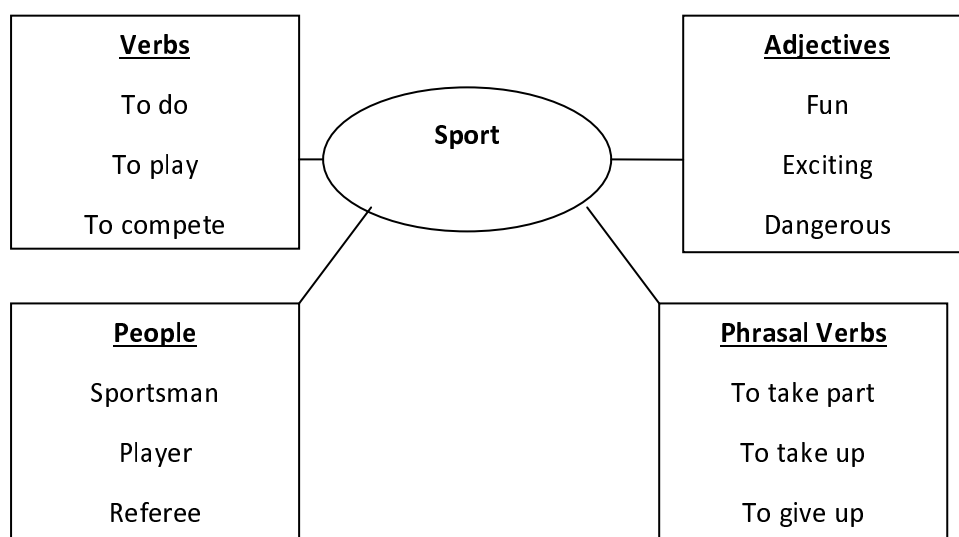 Verbs
To do
To play
To compete
Sport
Adjectives
Fun
Exciting
Dangerous
People
Sportsman
Player
Referee
Phrasal Verbs
To take part
To take up
To give up